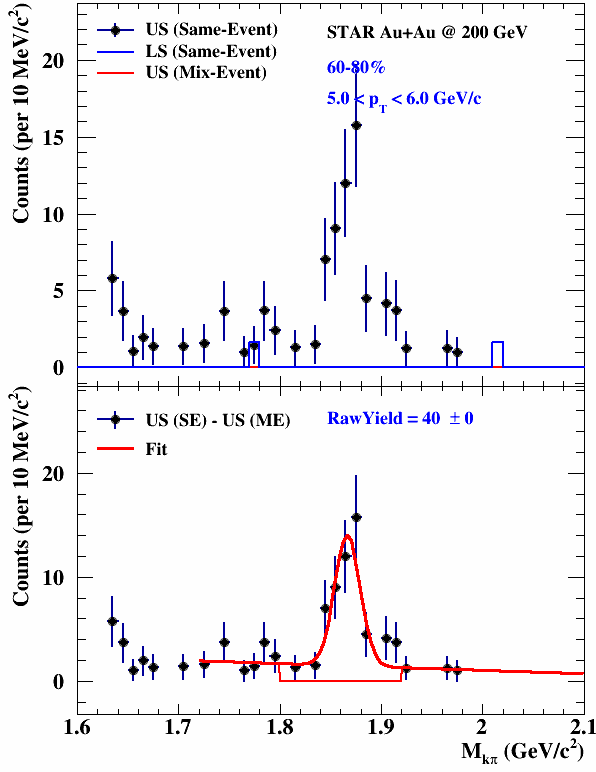 US (Same-Event)
LS (Same-Event)
US (Mix-Event)
STAR Au+Au @ 200 GeV
60-80%
5.0 < pT < 6.0 GeV/c
Counts (per 10 MeV/c²)
20
15
10
5
0
US (SE) - US (ME)
Fit
RawYield = 40 ± 0
Counts (per 10 MeV/c²)
20
10
0
1.6 1.7 1.8 1.9 2 2.1
Mkπ (GeV/c²)